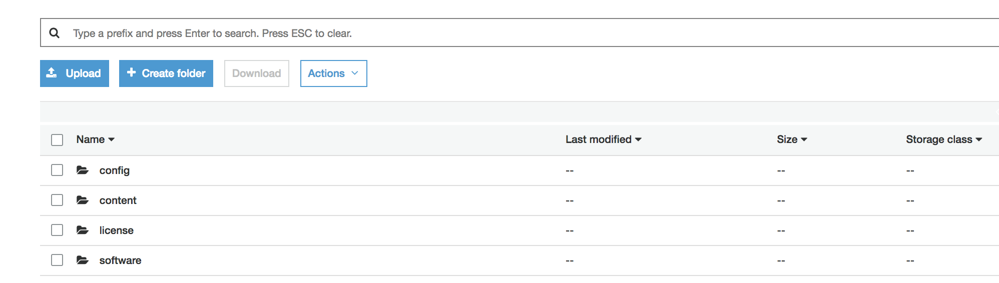 Type a prefix and press Enter to search. Press ESC to clear.
Upload Create folder Download Actions
Name Last modified Size Storage class
config -- -- --
content -- -- --
license -- -- --
software -- -- --